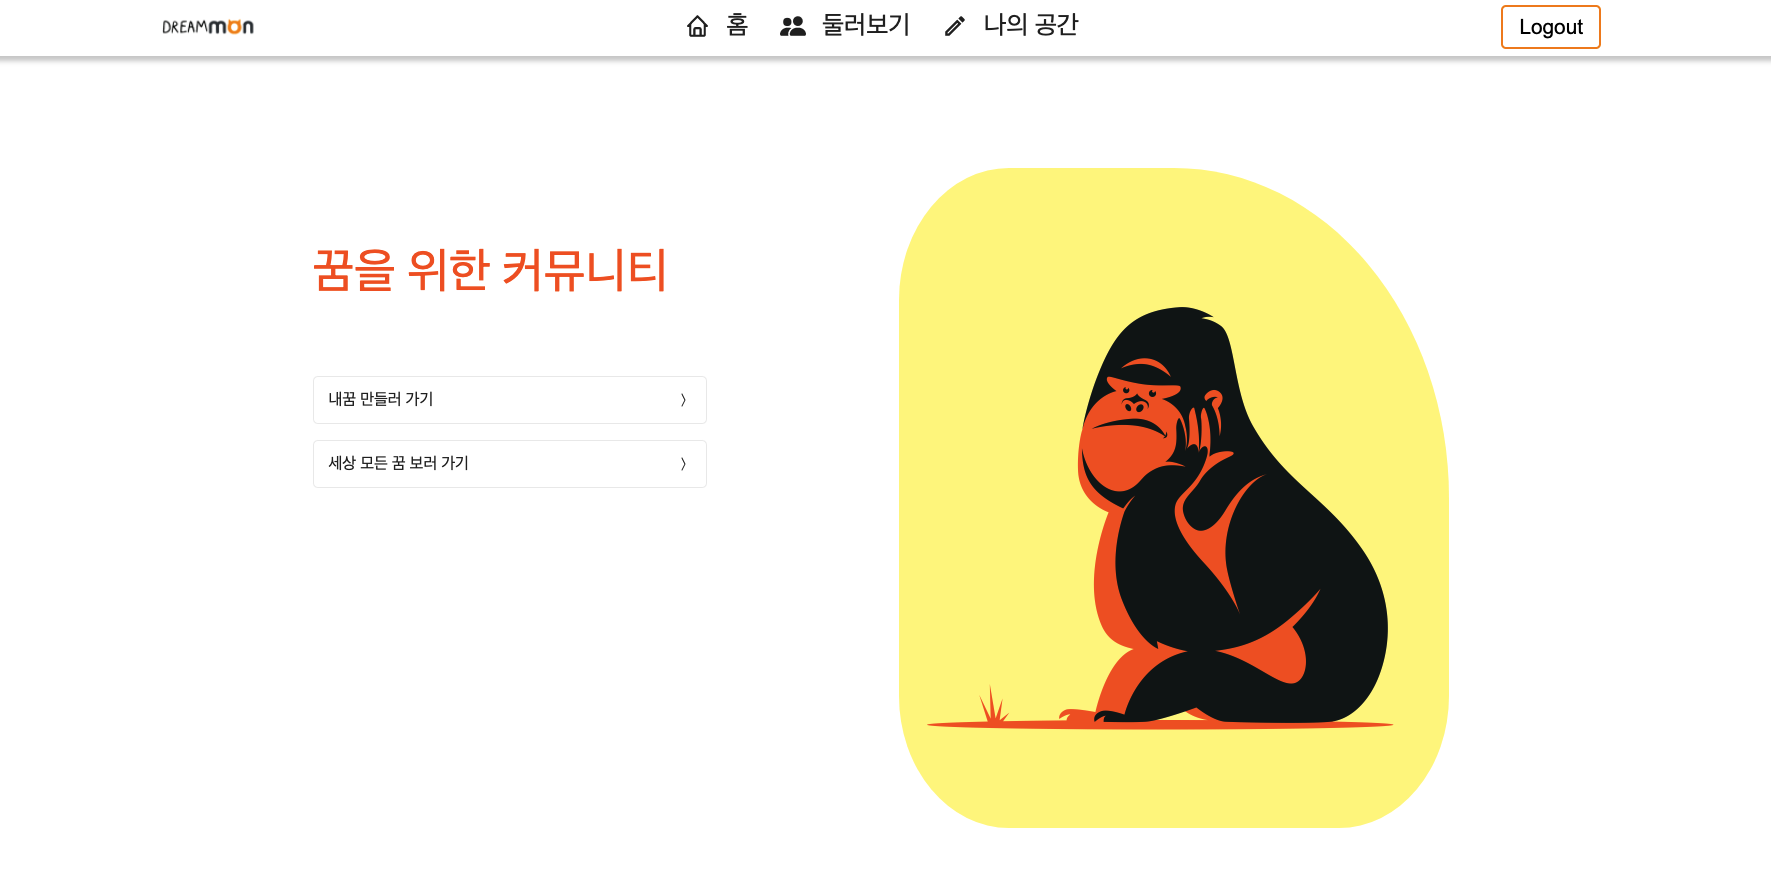 DREAMmon
홈
둘러보기
나의 공간
Logout
꿈을 위한 커뮤니티
내꿈 만들러 가기
세상 모든 꿈 보러 가기